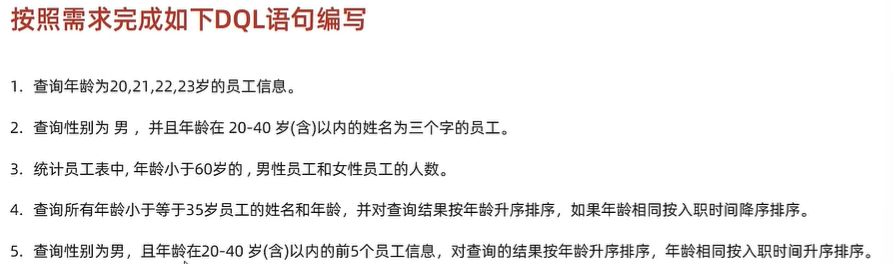 按照需求完成如下DQL语句编写
1. 查询年龄为20,21,22,23岁的员工信息。
2. 查询性别为 男 ，并且年龄在 20-40 岁(含)以内的姓名为三个字的员工。
3. 统计员工表中, 年龄小于60岁的 , 男性员工和女性员工的人数。
4. 查询所有年龄小于等于35岁员工的姓名和年龄，并对查询结果按年龄升序排序，如果年龄相同按入职时间降序排序。
5. 查询性别为男，且年龄在20-40 岁(含)以内的前5个员工信息，对查询的结果按年龄升序排序，年龄相同按入职时间升序排序。